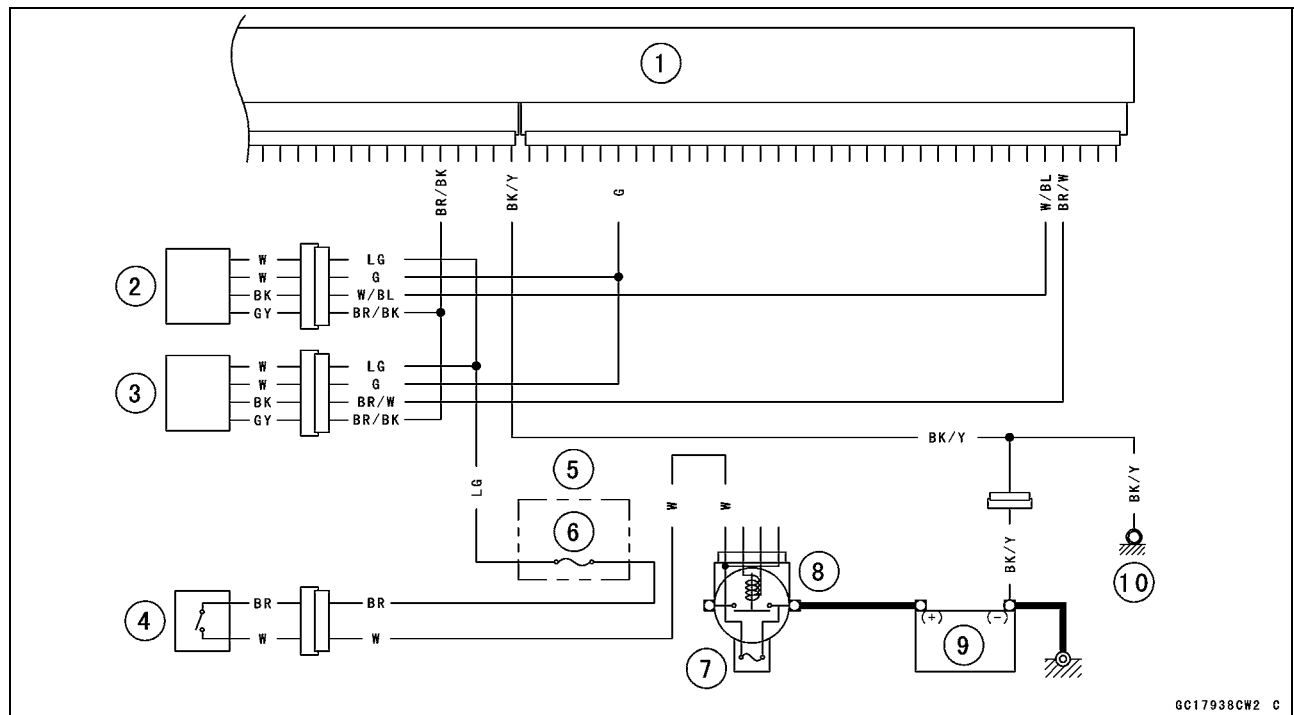 1
BR/BK
BK/Y
G
W/BL
BR/W
2
W LG
W G
BK W/BL
GY BR/BK
3
W LG
W G
BK BR/W
GY BR/BK
BK/Y
LG
5
W
W
BK/Y
6
8
BK/Y
10
4
BR BR
W W
(+) (-)
7
9
GC17938CW2 C